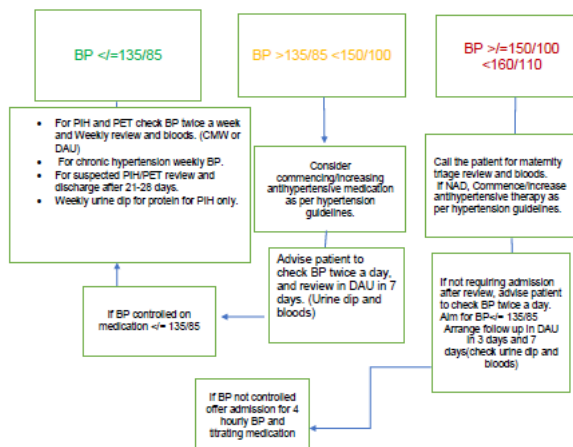 BP </=135/85
BP >135/85 <150/100
BP >/=150/100
<160/110
• For PIH and PET check BP twice a week
and Weekly review and bloods. (CMW or
DAU)
• For chronic hypertension weekly BP.
• For suspected PIH/PET review and
discharge after 21-28 days.
• Weekly urine dip for protein for PIH only.
Consider
commencing/increasing
antihypertensive medication
as per hypertension
guidelines.
Call the patient for maternity
triage review and bloods.
If NAD, Commence/increase
antihypertensive therapy as
per hypertension guidelines.
Advise patient to
check BP twice a day,
and review in DAU in 7
days. (Urine dip and
bloods)
If BP controlled on
medication </= 135/85
If not requiring admission
after review, advise patient
to check BP twice a day.
Aim for BP</= 135/85
Arrange follow up in DAU
in 3 days and 7
days(check urine dip and
bloods)
If BP not controlled
offer admission for 4
hourly BP and
titrating medication